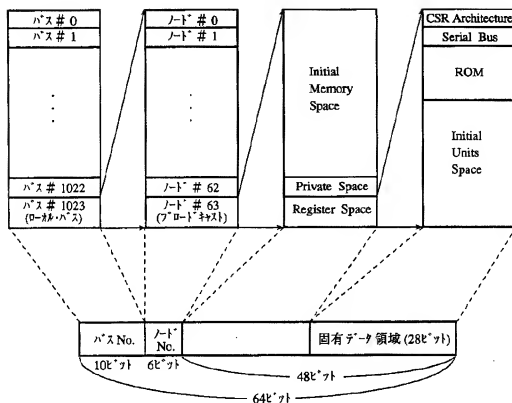 バス # 0
バス # 1
バス # 1022
バス # 1023
(ローカル・バス)
ノード # 0
ノード # 1
ノード # 62
ノード # 63
(ブロードキャスト)
Initial
Memory
Space
Private Space
Register Space
CSR Architecture
Serial Bus
ROM
Initial
Units
Space
バス No.
ノード
No.
固有データ領域 (28ビット)
10ビット
6ビット
48ビット
64ビット